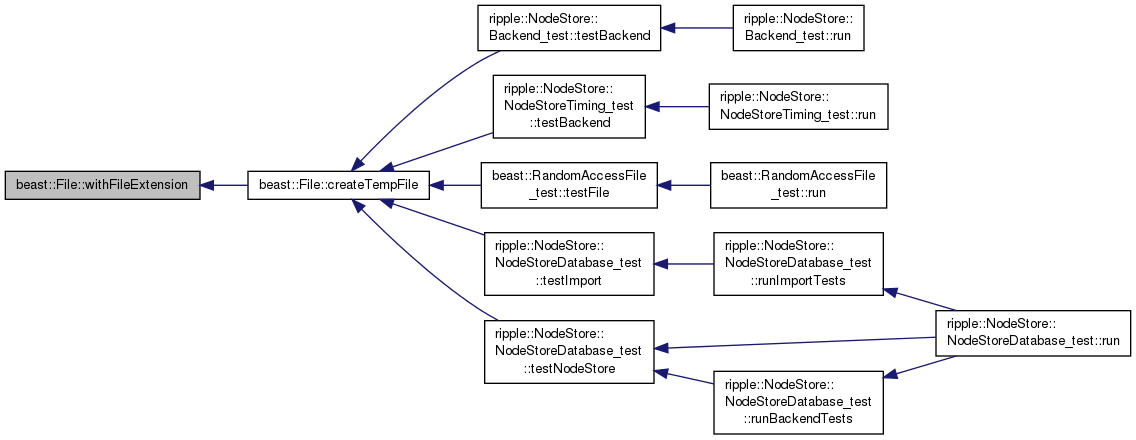 ripple::NodeStore::
Backend_test::testBackend
ripple::NodeStore::
Backend_test::run
ripple::NodeStore::
NodeStoreTiming_test
::testBackend
ripple::NodeStore::
NodeStoreTiming_test::run
beast::File::withFileExtension
beast::File::createTempFile
beast::RandomAccessFile
_test::testFile
beast::RandomAccessFile
_test::run
ripple::NodeStore::
NodeStoreDatabase_test
::testImport
ripple::NodeStore::
NodeStoreDatabase_test
::runImportTests
ripple::NodeStore::
NodeStoreDatabase_test::run
ripple::NodeStore::
NodeStoreDatabase_test
::testNodeStore
ripple::NodeStore::
NodeStoreDatabase_test
::runBackendTests